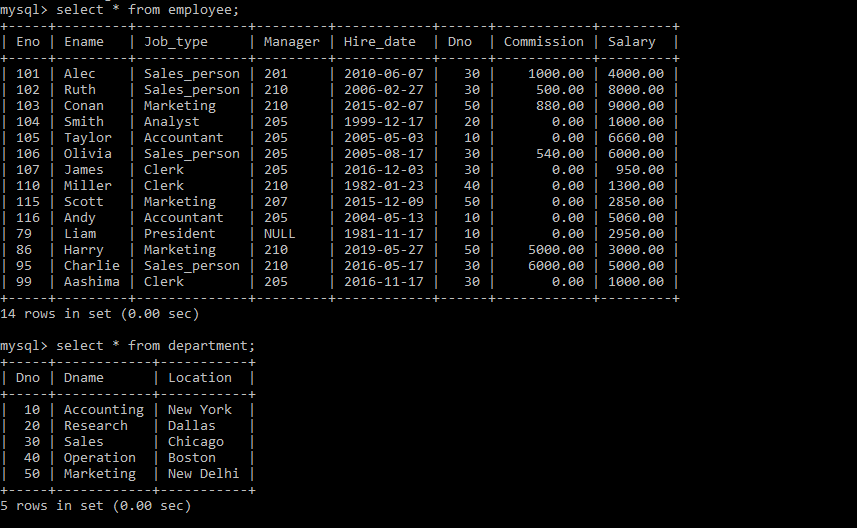 mysql> select * from employee;
+-----+---------+--------------+---------+------------+------+------------+---------+
| Eno | Ename   | Job_type     | Manager | Hire_date  | Dno  | Commission | Salary  |
+-----+---------+--------------+---------+------------+------+------------+---------+
| 101 | Alec    | Sales_person | 201     | 2010-06-07 |   30 |    1000.00 | 4000.00 |
| 102 | Ruth    | Sales_person | 210     | 2006-02-27 |   30 |     500.00 | 8000.00 |
| 103 | Conan   | Marketing    | 210     | 2015-02-07 |   50 |     880.00 | 9000.00 |
| 104 | Smith   | Analyst      | 205     | 1999-12-17 |   20 |       0.00 | 1000.00 |
| 105 | Taylor  | Accountant   | 205     | 2005-05-03 |   10 |       0.00 | 6660.00 |
| 106 | Olivia  | Sales_person | 205     | 2005-08-17 |   30 |     540.00 | 6000.00 |
| 107 | James   | Clerk        | 205     | 2016-12-03 |   30 |       0.00 |  950.00 |
| 110 | Miller  | Clerk        | 210     | 1982-01-23 |   40 |       0.00 | 1300.00 |
| 115 | Scott   | Marketing    | 207     | 2015-12-09 |   50 |       0.00 | 2850.00 |
| 116 | Andy    | Accountant   | 205     | 2004-05-13 |   10 |       0.00 | 5060.00 |
| 79  | Liam    | President    | NULL    | 1981-11-17 |   10 |       0.00 | 2950.00 |
| 86  | Harry   | Marketing    | 210     | 2019-05-27 |   50 |    5000.00 | 3000.00 |
| 95  | Charlie | Sales_person | 210     | 2016-05-17 |   30 |    6000.00 | 5000.00 |
| 99  | Aashima | Clerk        | 205     | 2016-11-17 |   30 |       0.00 | 1000.00 |
+-----+---------+--------------+---------+------------+------+------------+---------+
14 rows in set (0.00 sec)
mysql> select * from department;
+-----+------------+-----------+
| Dno | Dname      | Location  |
+-----+------------+-----------+
|  10 | Accounting | New York  |
|  20 | Research   | Dallas    |
|  30 | Sales      | Chicago   |
|  40 | Operation  | Boston    |
|  50 | Marketing  | New Delhi |
+-----+------------+-----------+
5 rows in set (0.00 sec)